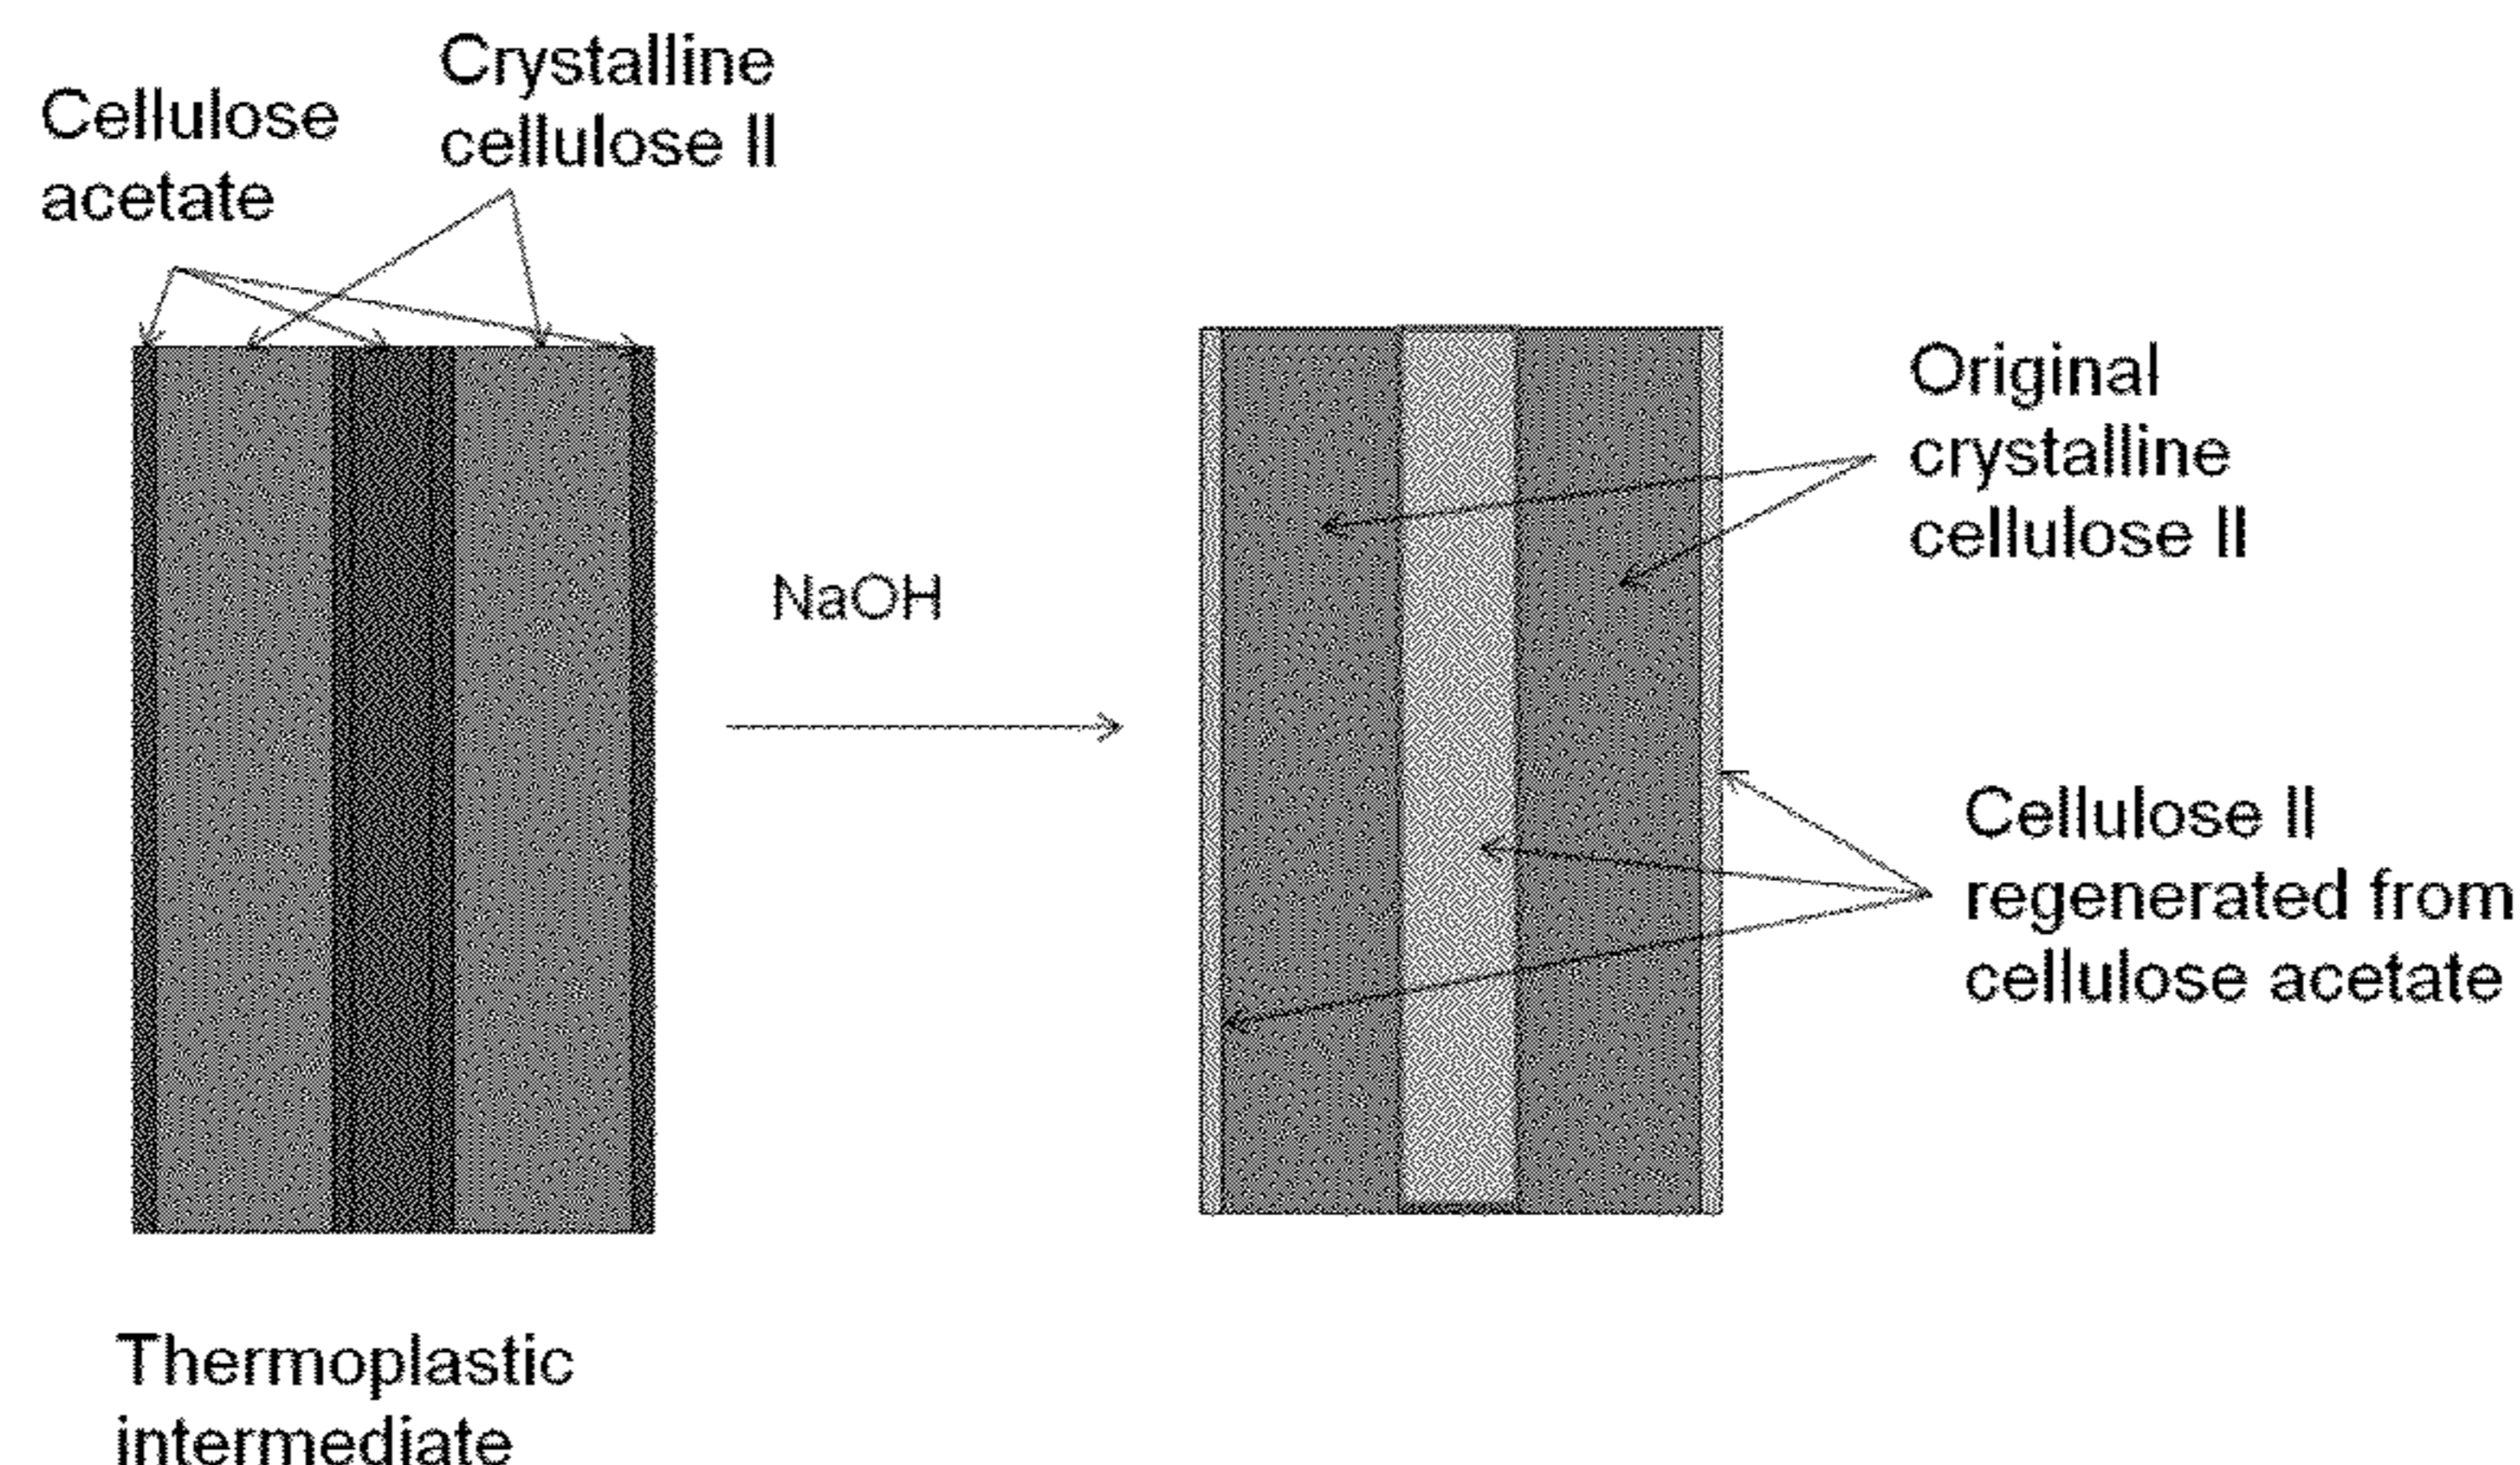 Cellulose
acetate
Crystalline
cellulose II
NaOH
Original
crystalline
cellulose II
Cellulose II
regenerated from
cellulose acetate
Thermoplastic
intermediate